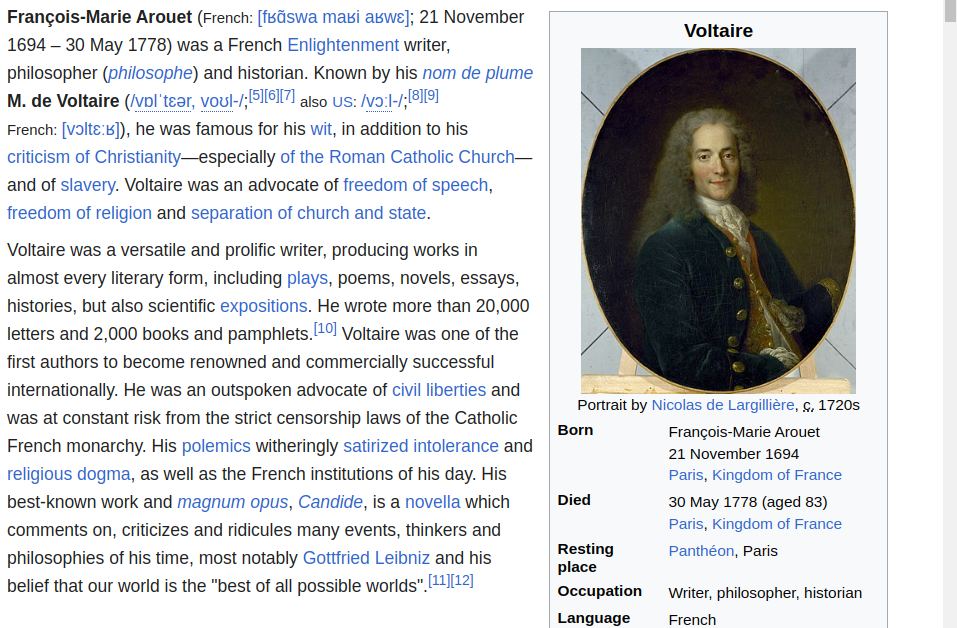 François-Marie Arouet (French: [fʁɑ̃swa maʁi aʁwɛ]; 21 November
1694 – 30 May 1778) was a French Enlightenment writer,
philosopher (philosophe) and historian. Known by his nom de plume
M. de Voltaire (/vɒlˈtɛər, voʊl-/;[5][6][7] also US: /vɔːl-/;[8][9]
French: [vɔltɛːʁ]), he was famous for his wit, in addition to his
criticism of Christianity—especially of the Roman Catholic Church—
and of slavery. Voltaire was an advocate of freedom of speech,
freedom of religion and separation of church and state.
Voltaire was a versatile and prolific writer, producing works in
almost every literary form, including plays, poems, novels, essays,
histories, but also scientific expositions. He wrote more than 20,000
letters and 2,000 books and pamphlets.[10] Voltaire was one of the
first authors to become renowned and commercially successful
internationally. He was an outspoken advocate of civil liberties and
was at constant risk from the strict censorship laws of the Catholic
French monarchy. His polemics witheringly satirized intolerance and
religious dogma, as well as the French institutions of his day. His
best-known work and magnum opus, Candide, is a novella which
comments on, criticizes and ridicules many events, thinkers and
philosophies of his time, most notably Gottfried Leibniz and his
belief that our world is the "best of all possible worlds".[11][12]
Voltaire
Portrait by Nicolas de Largillière, c. 1720s
Born François-Marie Arouet
21 November 1694
Paris, Kingdom of France
Died 30 May 1778 (aged 83)
Paris, Kingdom of France
Resting Panthéon, Paris
place
Occupation Writer, philosopher, historian
Language French